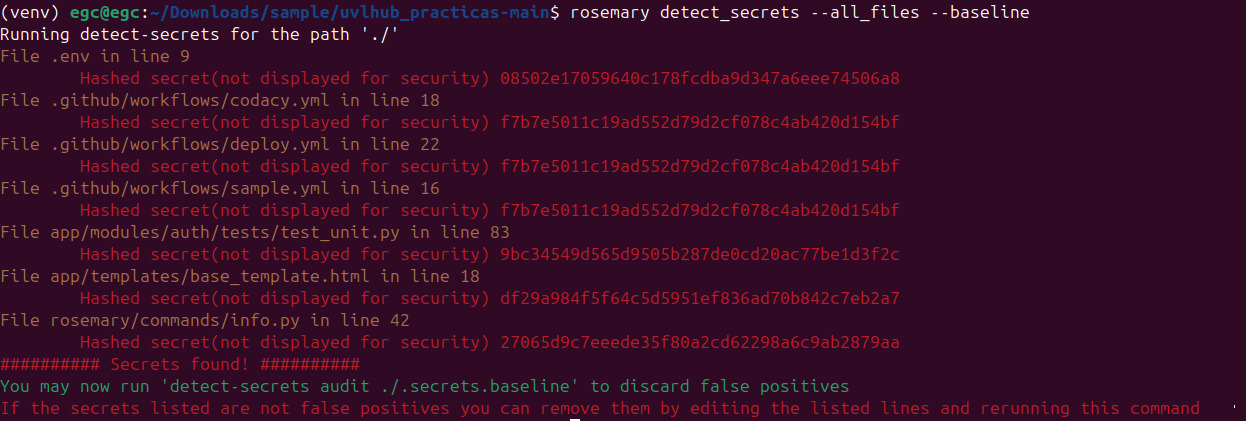 (venv) egc@egc:~/Downloads/sample/uvlhub_practicas-main$ rosemary detect_secrets --all_files --baseline
Running detect-secrets for the path './'
File .env in line 9
Hashed secret(not displayed for security) 08502e17059640c178fcdba9d347a6eee74506a8
File .github/workflows/codacy.yml in line 18
Hashed secret(not displayed for security) f7b7e5011c19ad552d79d2cf078c4ab420d154bf
File .github/workflows/deploy.yml in line 22
Hashed secret(not displayed for security) f7b7e5011c19ad552d79d2cf078c4ab420d154bf
File .github/workflows/sample.yml in line 16
Hashed secret(not displayed for security) f7b7e5011c19ad552d79d2cf078c4ab420d154bf
File app/modules/auth/tests/test_unit.py in line 83
Hashed secret(not displayed for security) 9bc34549d565d9505b287de0cd20ac77be1d3f2c
File app/templates/base_template.html in line 18
Hashed secret(not displayed for security) df29a984f5f64c5d5951ef836ad70b842c7eb2a7
File rosemary/commands/info.py in line 42
Hashed secret(not displayed for security) 27065d9c7eeede35f80a2cd62298a6c9ab2879aa
########## Secrets found! ##########
You may now run 'detect-secrets audit ./.secrets.baseline' to discard false positives
If the secrets listed are not false positives you can remove them by editing the listed lines and rerunning this command